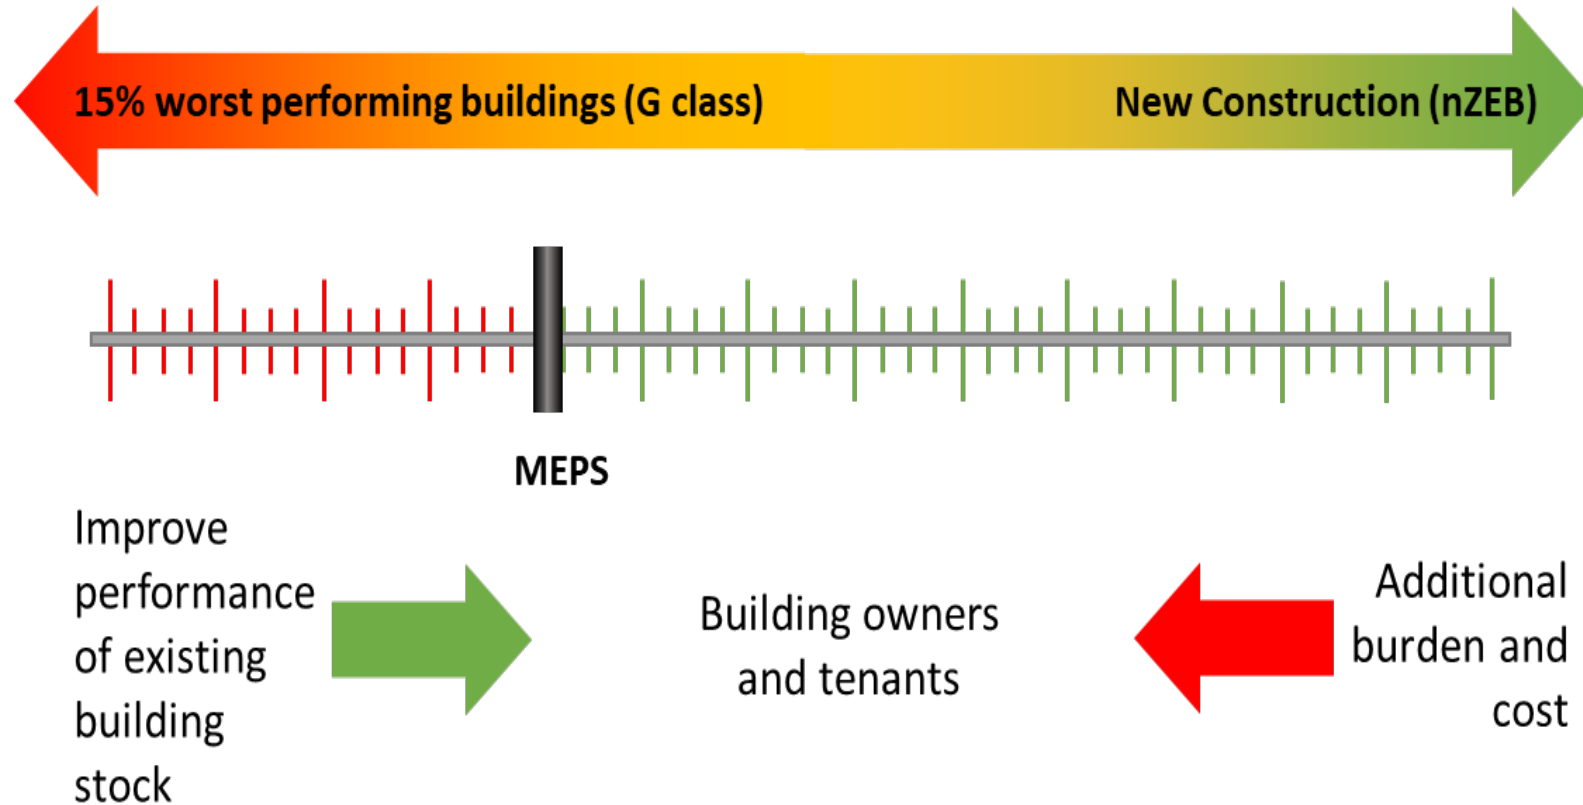 15% worst performing buildings (G class)
New Construction (nZEB)
MEPS
Improve
performance
of existing
building
stock
Building owners
and tenants
Additional
burden and
cost